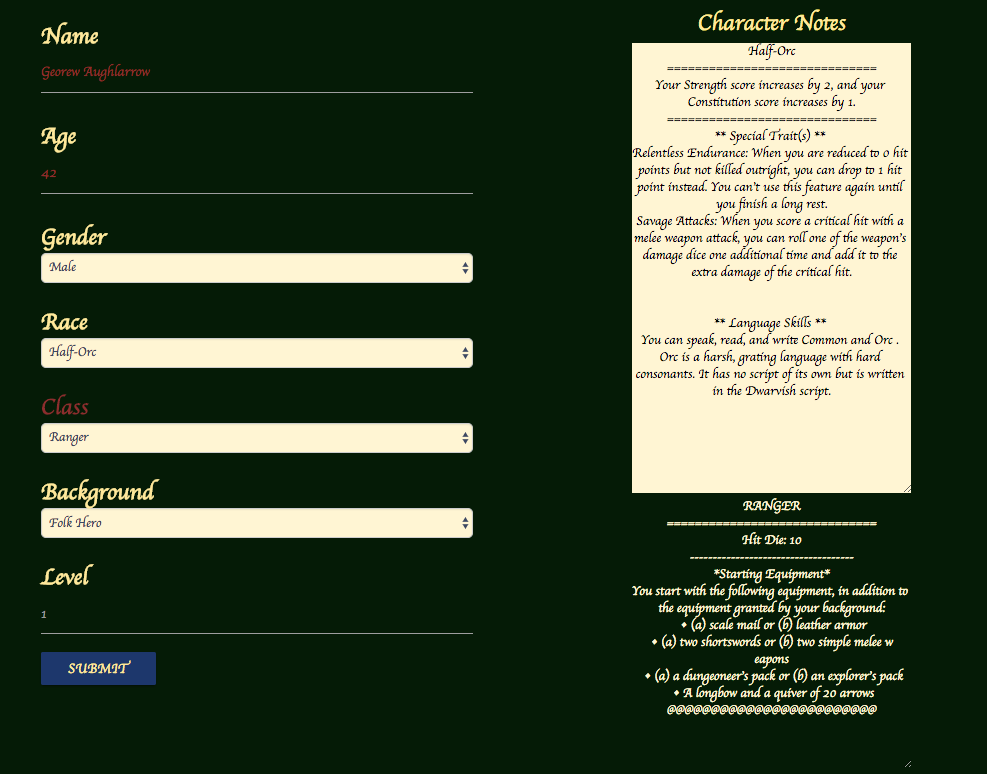 Name
Georew Aughlarrow
Age
42
Gender
Male
Race
Half-Orc
Class
Ranger
Background
Folk Hero
Level
1
SUBMIT
Character Notes
Half-Orc
==============================
Your Strength score increases by 2, and your
Constitution score increases by 1.
==============================
** Special Trait(s) **
Relentless Endurance: When you are reduced to 0 hit
points but not killed outright, you can drop to 1 hit
point instead. You can't use this feature again until
you finish a long rest.
Savage Attacks: When you score a critical hit with a
melee weapon attack, you can roll one of the weapon's
damage dice one additional time and add it to the
extra damage of the critical hit.
** Language Skills **
You can speak, read, and write Common and Orc .
Orc is a harsh, grating language with hard
consonants. It has no script of its own but is written
in the Dwarvish script.
RANGER
==============================
Hit Die: 10
------------------------------------
*Starting Equipment*
You start with the following equipment, in addition to
the equipment granted by your background:
• (a) scale mail or (b) leather armor
• (a) two shortswords or (b) two simple melee w
eapons
• (a) a dungeoneer's pack or (b) an explorer's pack
• A longbow and a quiver of 20 arrows
@@@@@@@@@@@@@@@@@@@@@@@@